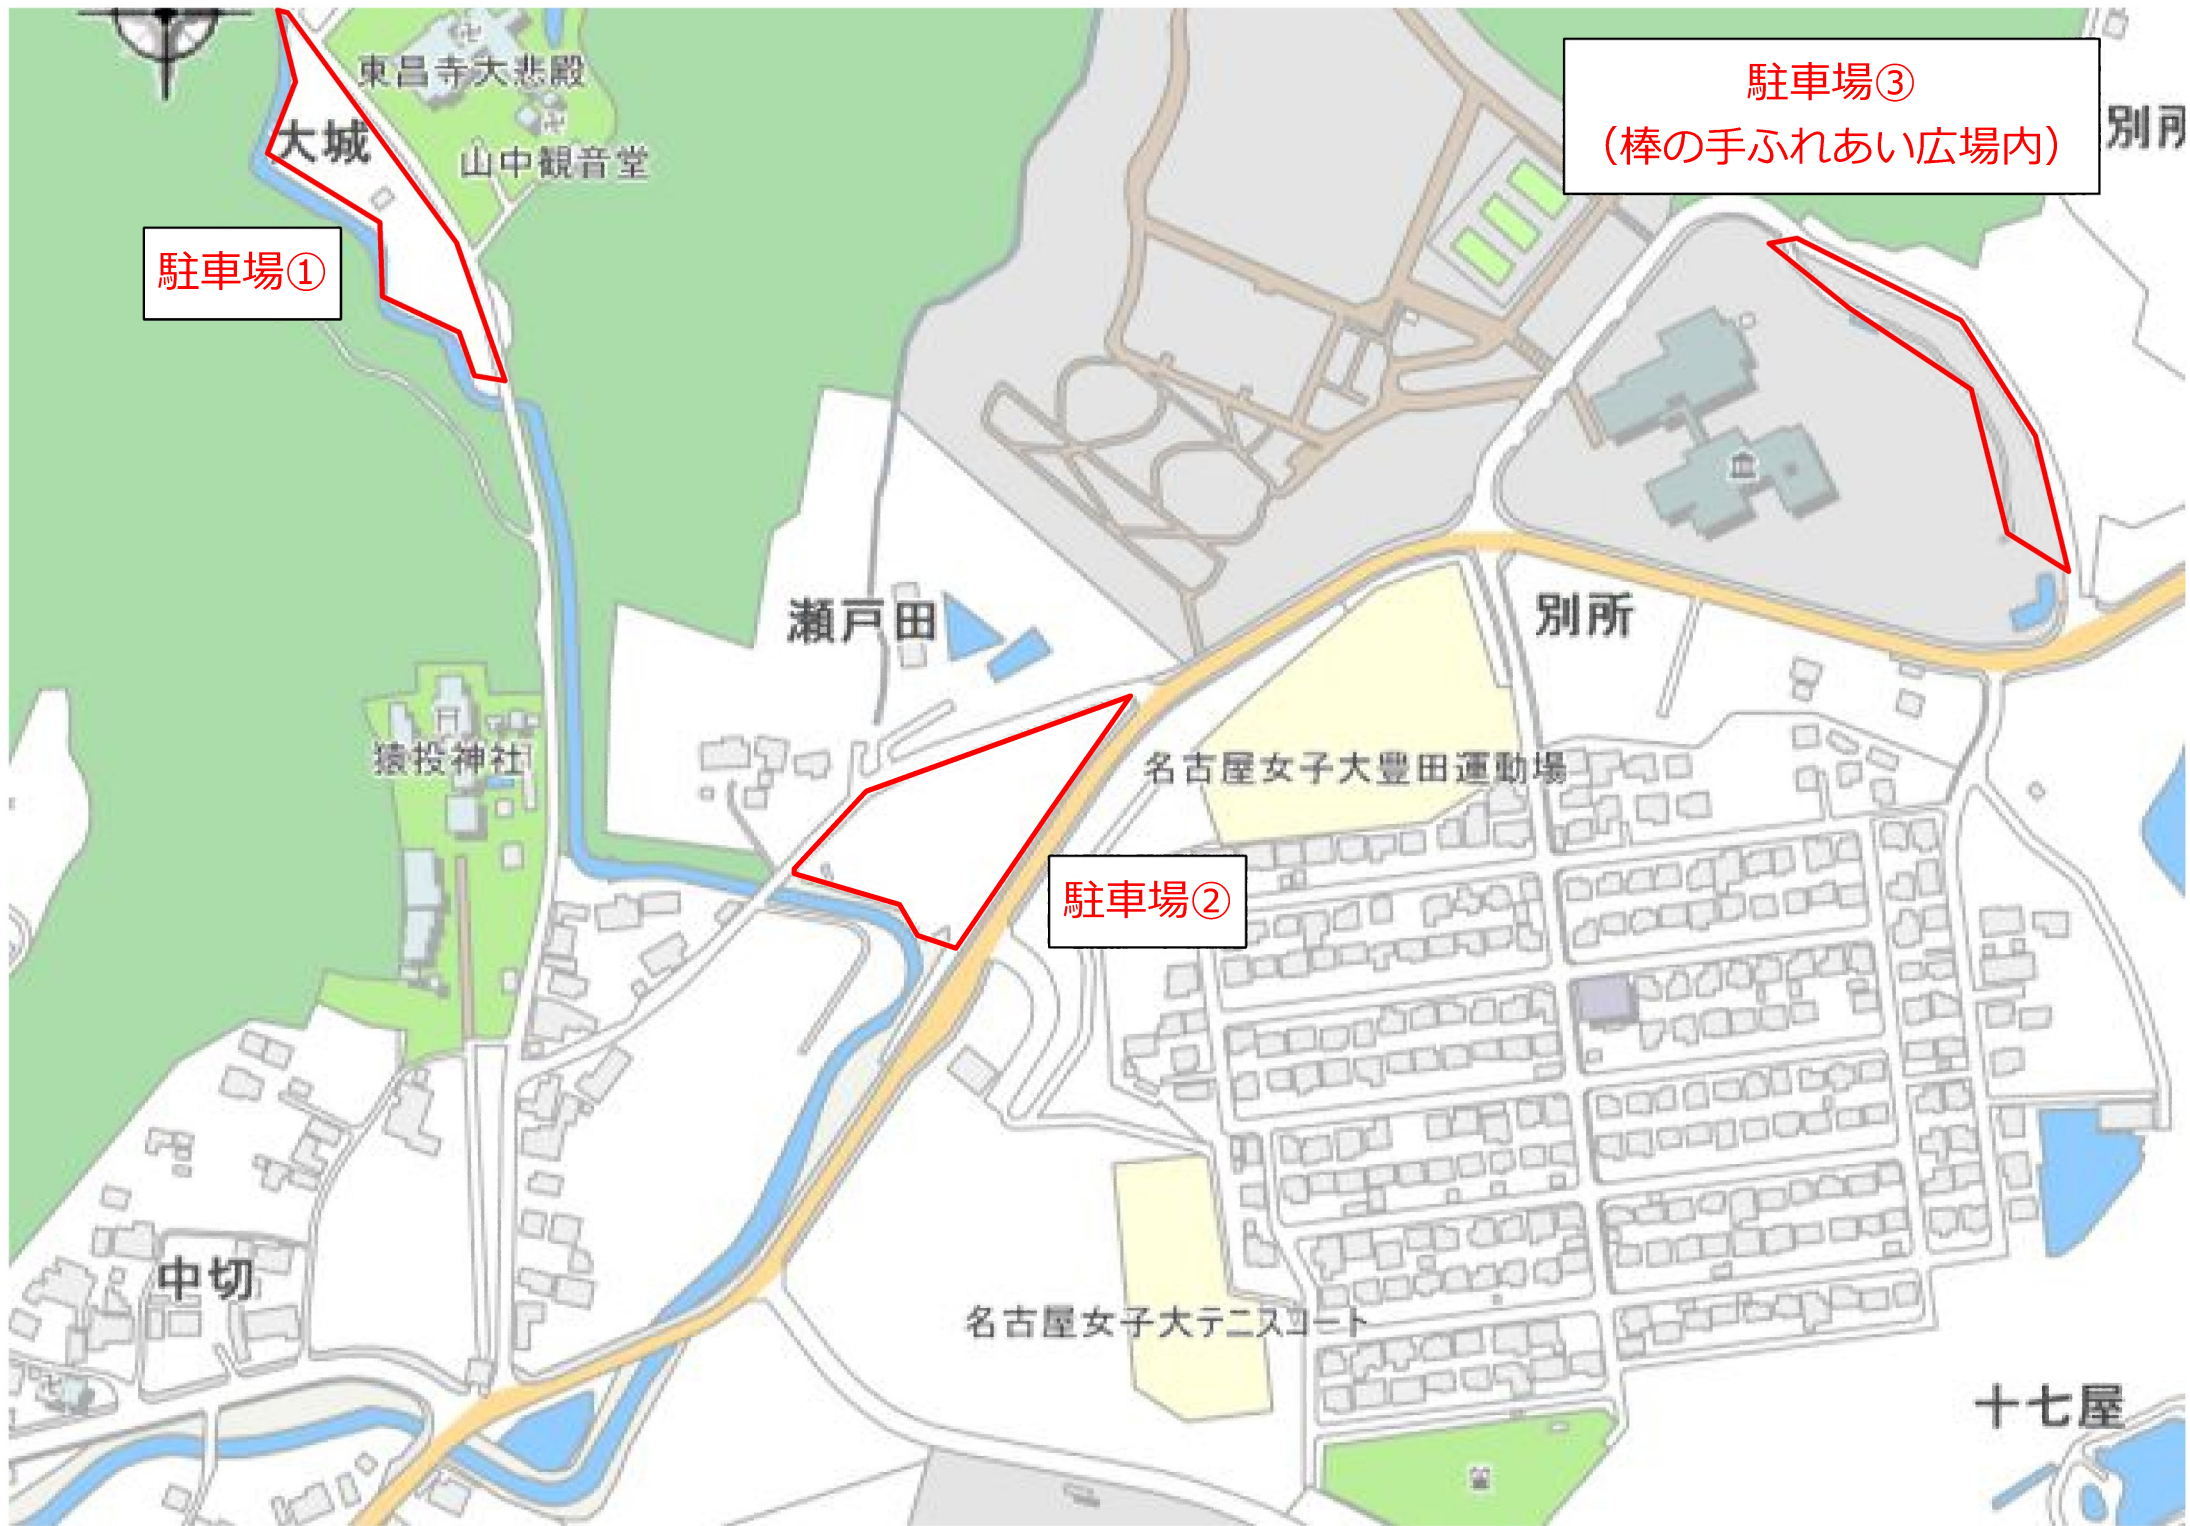 東昌寺大悲殿
大城
山中観音堂
駐車場①
駐車場③
（棒の手ふれあい広場内）
別所
瀬戸田
別所
猿投神社
名古屋女子大豊田運動場
駐車場②
中切
名古屋女子大テニスコート
十七屋